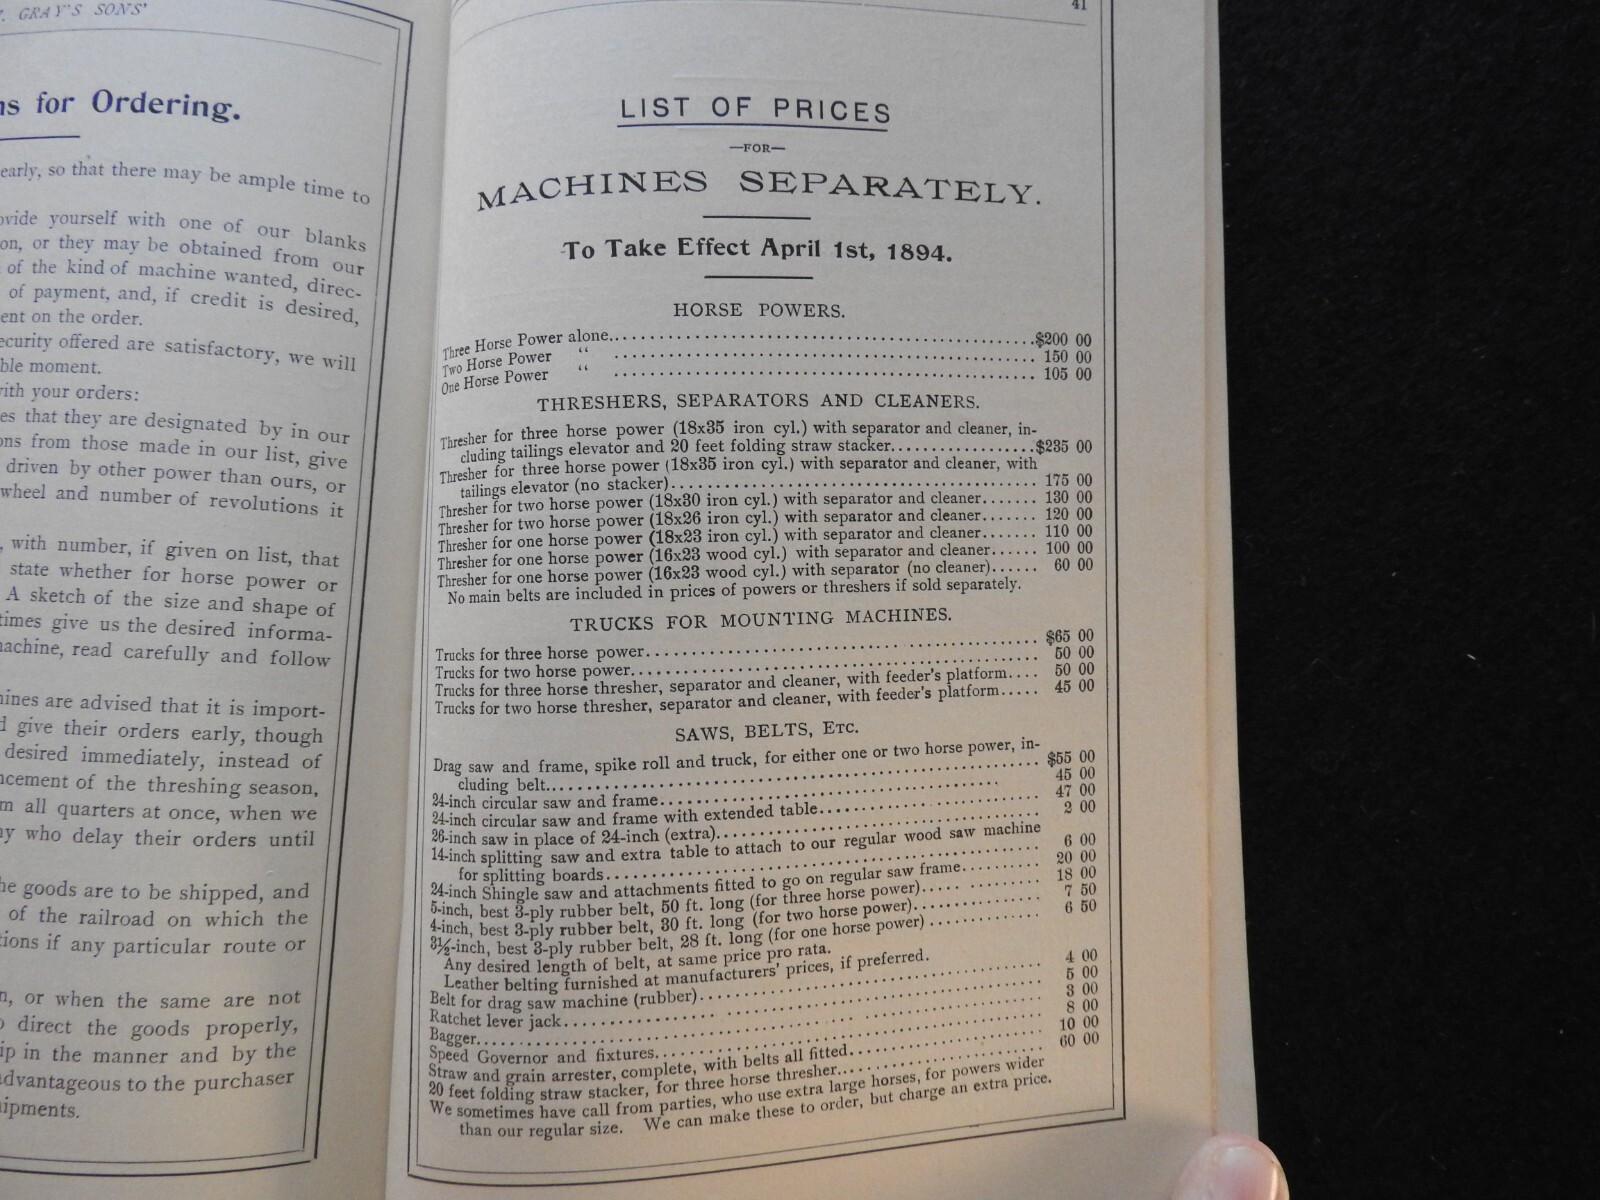 GRAY'S SONS'
ns for Ordering.
early, so that there may be ample time to
ovide yourself with one of our blanks
on, or they may be obtained from our
of the kind of machine wanted, direc-
of payment, and, if credit is desired,
ent on the order.
ecurity offered are satisfactory, we will
ble moment.
ith your orders:
es that they are designated by in our
ons from those made in our list, give
driven by other power than ours, or
wheel and number of revolutions it
, with number, if given on list, that
state whether for horse power or
A sketch of the size and shape of
times give us the desired informa-
achine, read carefully and follow
ines are advised that it is import-
d give their orders early, though
desired immediately, instead of
ncement of the threshing season,
m all quarters at once, when we
y who delay their orders until
he goods are to be shipped, and
of the railroad on which the
tions if any particular route or
n, or when the same are not
o direct the goods properly,
ip in the manner and by the
advantageous to the purchaser
ipments.
41
LIST OF PRICES
—FOR—
MACHINES SEPARATELY.
To Take Effect April 1st, 1894.
HORSE POWERS.
Three Horse Power alone.......... $200 00
Two Horse Power " .......... 150 00
One Horse Power " .......... 105 00
THRESHERS, SEPARATORS AND CLEANERS.
Thresher for three horse power (18x35 iron cyl.) with separator and cleaner, in-
cluding tailings elevator and 20 feet folding straw stacker..........$235 00
Thresher for three horse power (18x35 iron cyl.) with separator and cleaner, with
tailings elevator (no stacker).......... 175 00
Thresher for two horse power (18x30 iron cyl.) with separator and cleaner....... 130 00
Thresher for two horse power (18x26 iron cyl.) with separator and cleaner....... 120 00
Thresher for one horse power (18x23 iron cyl.) with separator and cleaner....... 110 00
Thresher for one horse power (16x23 wood cyl.) with separator and cleaner...... 100 00
Thresher for one horse power (16x23 wood cyl.) with separator (no cleaner)...... 60 00
No main belts are included in prices of powers or threshers if sold separately.
TRUCKS FOR MOUNTING MACHINES.
Trucks for three horse power.......... $65 00
Trucks for two horse power.......... 50 00
Trucks for three horse thresher, separator and cleaner, with feeder's platform.... 50 00
Trucks for two horse thresher, separator and cleaner, with feeder's platform..... 45 00
SAWS, BELTS, ETC.
Drag saw and frame, spike roll and truck, for either one or two horse power, in-
cluding belt.......... $55 00
24-inch circular saw and frame.......... 45 00
24-inch circular saw and frame with extended table.......... 47 00
26-inch saw in place of 24-inch (extra).......... 2 00
14-inch splitting saw and extra table to attach to our regular wood saw machine
for splitting boards.......... 6 00
24-inch Shingle saw and attachments fitted to go on regular saw frame.......... 20 00
5-inch, best 3-ply rubber belt, 50 ft. long (for three horse power).......... 18 00
4-inch, best 3-ply rubber belt, 30 ft. long (for two horse power).......... 7 50
3½-inch, best 3-ply rubber belt, 28 ft. long (for one horse power) .......... 6 50
Any desired length of belt, at same price pro rata.
Leather belting furnished at manufacturers' prices, if preferred.
Belt for drag saw machine (rubber).......... 4 00
Ratchet lever jack.......... 5 00
Bagger.......... 3 00
Speed Governor and fixtures.......... 8 00
Straw and grain arrester, complete, with belts all fitted.......... 10 00
20 feet folding straw stacker, for three horse thresher.......... 60 00
We sometimes have call from parties, who use extra large horses, for powers wider
than our regular size. We can make these to order, but charge an extra price.